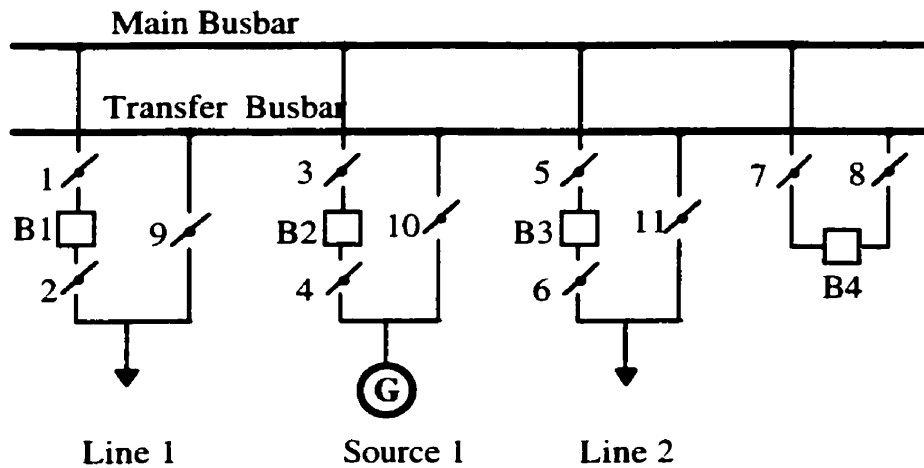 Main Busbar
Transfer Busbar
1 3 5 7 8
B1 9 B2 10 B3 11
2 4 6 B4
G
Line 1 Source 1 Line 2